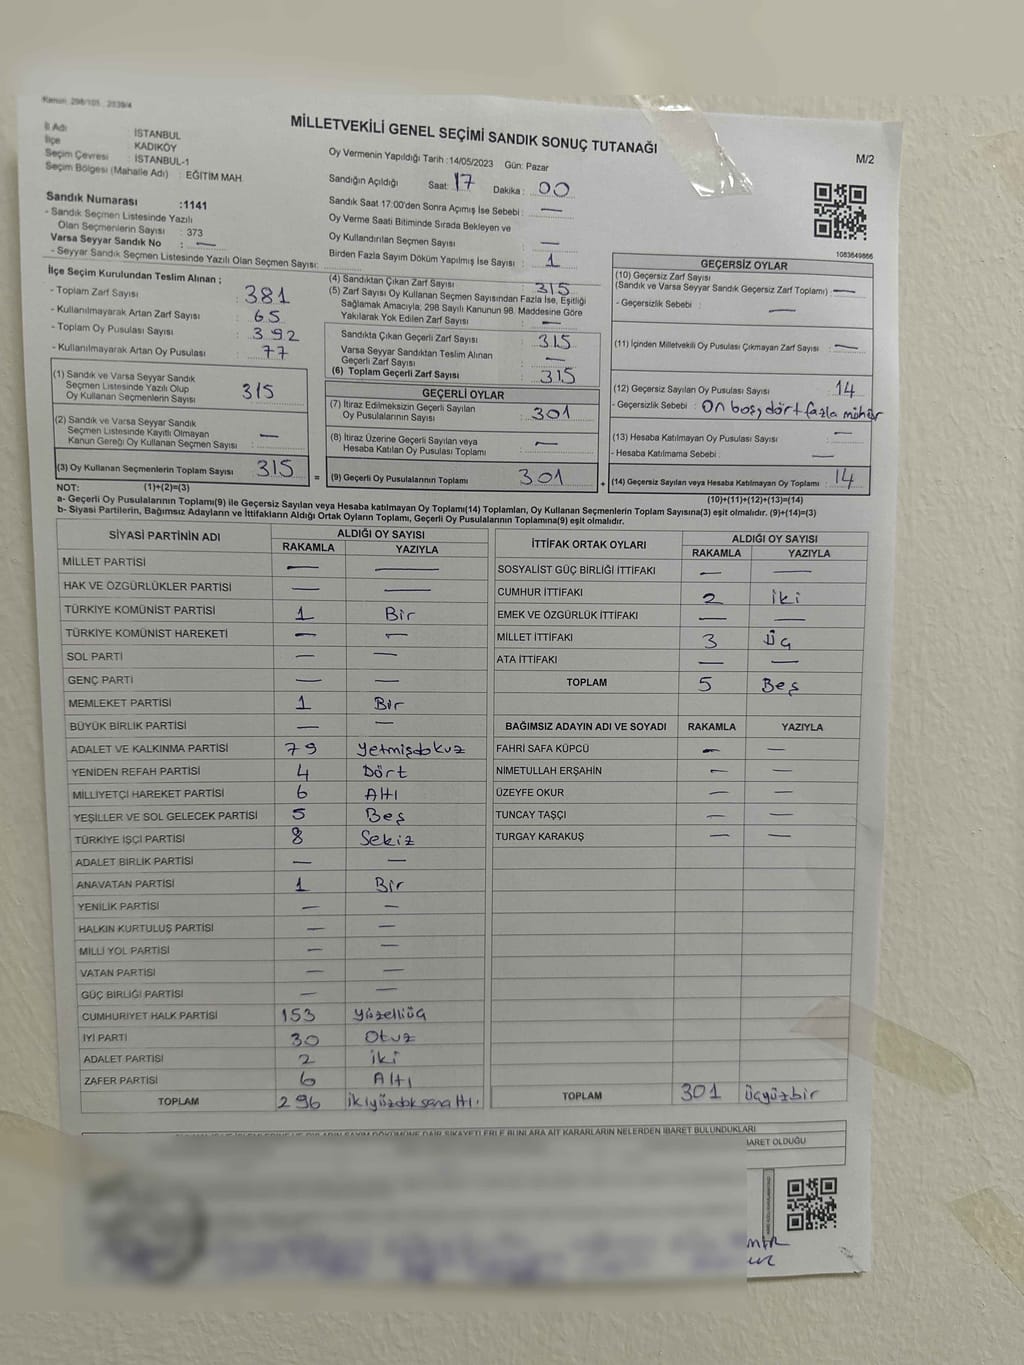 Kanun: 298/105 , 2839/4
MİLLETVEKİLİ GENEL SEÇİMİ SANDIK SONUÇ TUTANAĞI
M/2
İl Adı : İSTANBUL
İlçe : KADIKÖY
Seçim Çevresi : İSTANBUL-1
Seçim Bölgesi (Mahalle Adı) : EĞİTİM MAH
Sandık Numarası :1141
- Sandık Seçmen Listesinde Yazılı
Olan Seçmenlerin Sayısı : 373
Varsa Seyyar Sandık No : —
- Seyyar Sandık Seçmen Listesinde Yazılı Olan Seçmen Sayısı:
Oy Vermenin Yapıldığı Tarih :14/05/2023 Gün: Pazar
Sandığın Açıldığı Saat: 17 Dakika : 00
Sandık Saat 17:00'den Sonra Açımış İse Sebebi : —
Oy Verme Saati Bitiminde Sırada Bekleyen ve
Oy Kullandırılan Seçmen Sayısı : —
Birden Fazla Sayım Döküm Yapılmış İse Sayısı : 1
1083649866
İlçe Seçim Kurulundan Teslim Alınan ;
- Toplam Zarf Sayısı : 381
- Kullanılmayarak Artan Zarf Sayısı : 65
- Toplam Oy Pusulası Sayısı : 392
- Kullanılmayarak Artan Oy Pusulası : 77
(1) Sandık ve Varsa Seyyar Sandık
Seçmen Listesinde Yazılı Olup
Oy Kullanan Seçmenlerin Sayısı : 315
(2) Sandık ve Varsa Seyyar Sandık
Seçmen Listesinde Kayıtlı Olmayan
Kanun Gereği Oy Kullanan Seçmen Sayısı : —
(3) Oy Kullanan Seçmenlerin Toplam Sayısı : 315
(4) Sandıktan Çıkan Zarf Sayısı : 315
(5) Zarf Sayısı Oy Kullanan Seçmen Sayısından Fazla İse, Eşitliği
Sağlamak Amacıyla, 298 Sayılı Kanunun 98. Maddesine Göre
Yakılarak Yok Edilen Zarf Sayısı : —
Sandıkta Çıkan Geçerli Zarf Sayısı : 315
Varsa Seyyar Sandıktan Teslim Alınan
Geçerli Zarf Sayısı : —
(6) Toplam Geçerli Zarf Sayısı : 315
GEÇERLİ OYLAR
(7) İtiraz Edilmeksizin Geçerli Sayılan
Oy Pusulalarının Sayısı : 301
(8) İtiraz Üzerine Geçerli Sayılan veya
Hesaba Katılan Oy Pusulası Toplamı : —
= (9) Geçerli Oy Pusulalarının Toplamı : 301
GEÇERSİZ OYLAR
(10) Geçersiz Zarf Sayısı
(Sandık ve Varsa Seyyar Sandık Geçersiz Zarf Toplamı) : —
- Geçersizlik Sebebi : —
(11) İçinden Milletvekili Oy Pusulası Çıkmayan Zarf Sayısı : —
(12) Geçersiz Sayılan Oy Pusulası Sayısı : 14
- Geçersizlik Sebebi : On boş, dört fazla mühür
(13) Hesaba Katılmayan Oy Pusulası Sayısı : —
- Hesaba Katılmama Sebebi : —
+ (14) Geçersiz Sayılan veya Hesaba Katılmayan Oy Toplamı : 14
NOT: (1)+(2)=(3)
(10)+(11)+(12)+(13)=(14)
a- Geçerli Oy Pusulalarının Toplamı(9) ile Geçersiz Sayılan veya Hesaba katılmayan Oy Toplamı(14) Toplamları, Oy Kullanan Seçmenlerin Toplam Sayısına(3) eşit olmalıdır. (9)+(14)=(3)
b- Siyasi Partilerin, Bağımsız Adayların ve İttifakların Aldığı Ortak Oyların Toplamı, Geçerli Oy Pusulalarının Toplamına(9) eşit olmalıdır.
SİYASİ PARTİNİN ADI ALDIĞI OY SAYISI
RAKAMLA YAZIYLA
MİLLET PARTİSİ — —
HAK VE ÖZGÜRLÜKLER PARTİSİ — —
TÜRKİYE KOMÜNİST PARTİSİ 1 Bir
TÜRKİYE KOMÜNİST HAREKETİ — —
SOL PARTİ — —
GENÇ PARTİ — —
MEMLEKET PARTİSİ 1 Bir
BÜYÜK BİRLİK PARTİSİ — —
ADALET VE KALKINMA PARTİSİ 79 Yetmişdokuz
YENİDEN REFAH PARTİSİ 4 Dört
MİLLİYETÇİ HAREKET PARTİSİ 6 Altı
YEŞİLLER VE SOL GELECEK PARTİSİ 5 Beş
TÜRKİYE İŞÇİ PARTİSİ 8 Sekiz
ADALET BİRLİK PARTİSİ — —
ANAVATAN PARTİSİ 1 Bir
YENİLİK PARTİSİ — —
HALKIN KURTULUŞ PARTİSİ — —
MİLLİ YOL PARTİSİ — —
VATAN PARTİSİ — —
GÜÇ BİRLİĞİ PARTİSİ — —
CUMHURİYET HALK PARTİSİ 153 Yüzelliüç
İYİ PARTİ 30 Otuz
ADALET PARTİSİ 2 İki
ZAFER PARTİSİ 6 Altı
TOPLAM 296 ikiyüzdoksanaltı
İTTİFAK ORTAK OYLARI ALDIĞI OY SAYISI
RAKAMLA YAZIYLA
SOSYALİST GÜÇ BİRLİĞİ İTTİFAKI — —
CUMHUR İTTİFAKI 2 iki
EMEK VE ÖZGÜRLÜK İTTİFAKI — —
MİLLET İTTİFAKI 3 Üç
ATA İTTİFAKI — —
TOPLAM 5 Beş
BAĞIMSIZ ADAYIN ADI VE SOYADI RAKAMLA YAZIYLA
FAHRİ SAFA KÜPCÜ — —
NİMETULLAH ERŞAHİN — —
ÜZEYFE OKUR — —
TUNCAY TAŞÇI — —
TURGAY KARAKUŞ — —
TOPLAM 301 üçyüzbir
SAYIM DÖKÜMÜNE DAİR ŞİKAYETLERLE BUNLARA AİT KARARLARIN NELERDEN İBARET BULUNDUKLARI
İBARET OLDUĞU